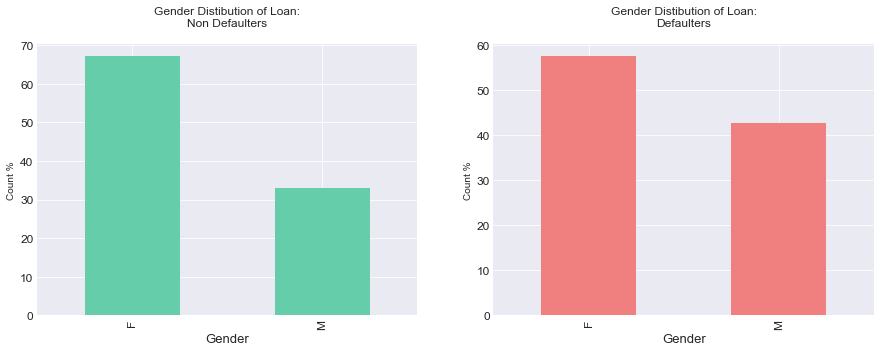 Gender Distibution of Loan:
Non Defaulters
70
60
50
40
30
20
10
0
Count %
F
M
Gender
Gender Distibution of Loan:
Defaulters
60
50
40
30
20
10
0
Count %
F
M
Gender